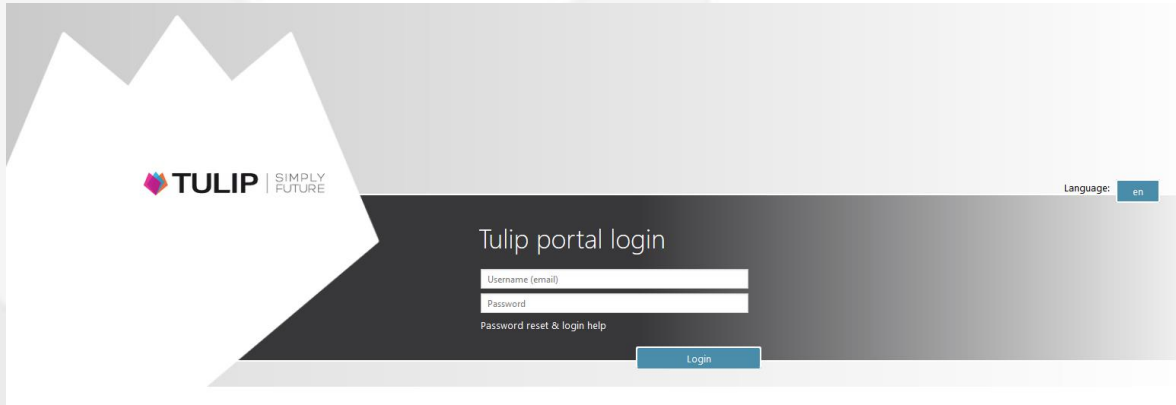 TULIP SIMPLY
FUTURE
Language: en
Tulip portal login
Username (email)
Password
Password reset & login help
Login